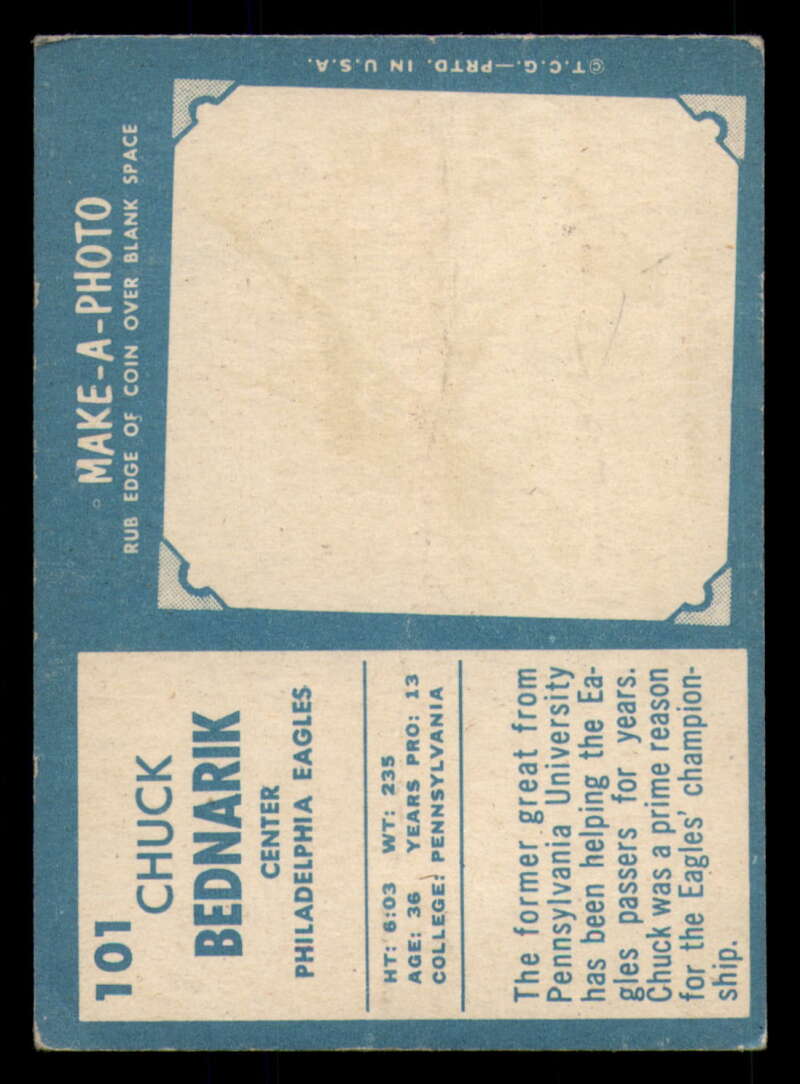 101
CHUCK
BEDNARIK
CENTER
PHILADELPHIA EAGLES
HT: 6:03 WT: 235
AGE: 36 YEARS PRO: 13
COLLEGE: PENNSYLVANIA
The former great from
Pennsylvania University
has been helping the Ea-
gles passers for years.
Chuck was a prime reason
for the Eagles' champion-
ship.
MAKE-A-PHOTO
RUB EDGE OF COIN OVER BLANK SPACE
©T.C.G.—PRTD. IN U.S.A.